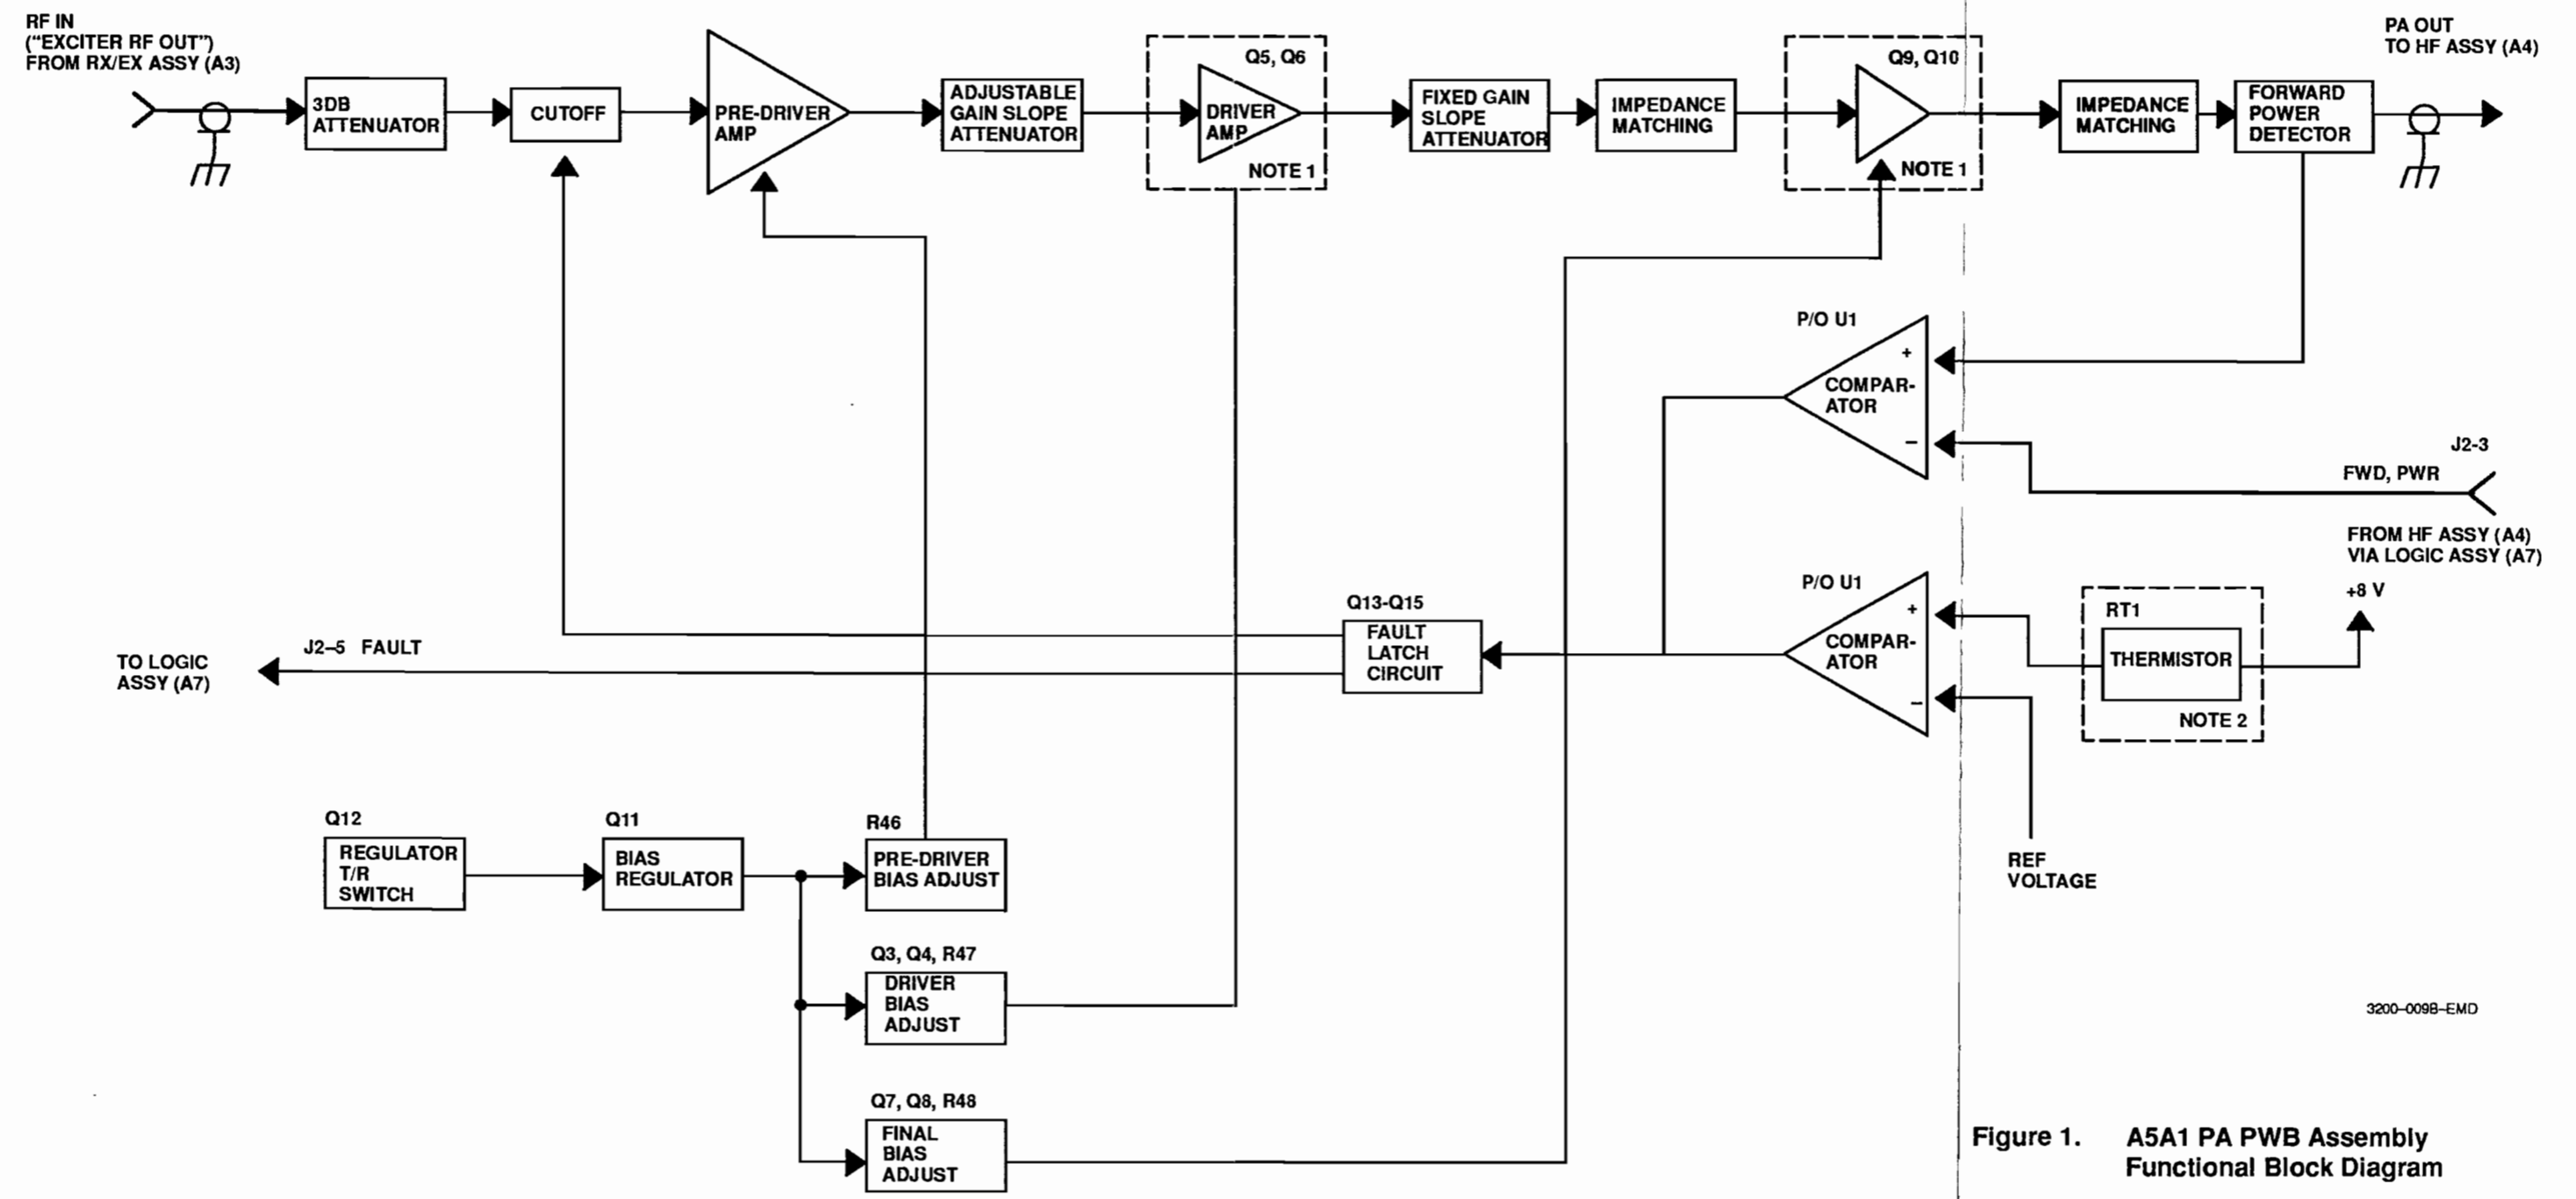 RF IN
("EXCITER RF OUT")
FROM RX/EX ASSY (A3)
3DB
ATTENUATOR
CUTOFF
PRE-DRIVER
AMP
ADJUSTABLE
GAIN SLOPE
ATTENUATOR
Q5, Q6
DRIVER
AMP
NOTE 1
FIXED GAIN
SLOPE
ATTENUATOR
IMPEDANCE
MATCHING
Q9, Q10
NOTE 1
IMPEDANCE
MATCHING
FORWARD
POWER
DETECTOR
PA OUT
TO HF ASSY (A4)
P/O U1
+
COMPAR-
ATOR
–
J2-3
FWD, PWR
FROM HF ASSY (A4)
VIA LOGIC ASSY (A7)
+8 V
P/O U1
+
COMPAR-
ATOR
–
RT1
THERMISTOR
NOTE 2
REF
VOLTAGE
Q13-Q15
FAULT
LATCH
CIRCUIT
J2–5 FAULT
TO LOGIC
ASSY (A7)
Q12
REGULATOR
T/R
SWITCH
Q11
BIAS
REGULATOR
R46
PRE-DRIVER
BIAS ADJUST
Q3, Q4, R47
DRIVER
BIAS
ADJUST
Q7, Q8, R48
FINAL
BIAS
ADJUST
3200–009B–EMD
Figure 1. A5A1 PA PWB Assembly
Functional Block Diagram